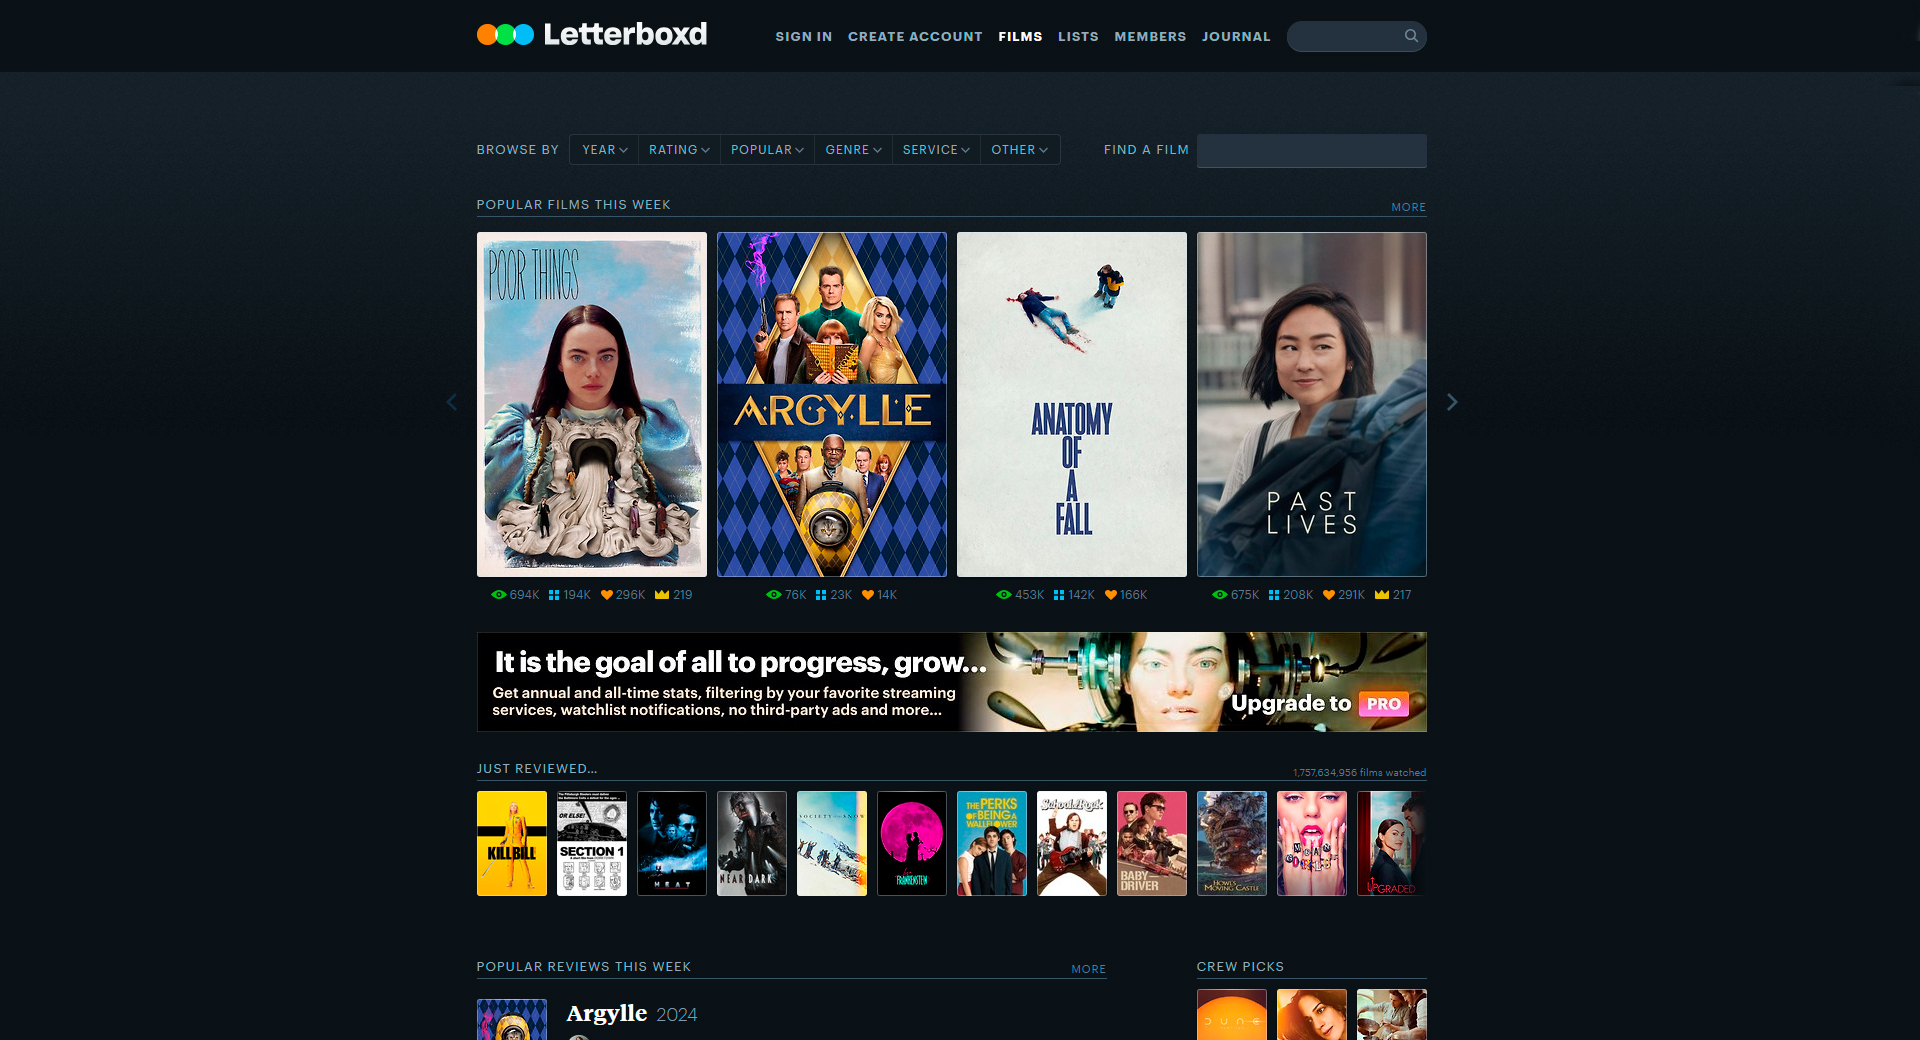 Letterboxd
SIGN IN CREATE ACCOUNT FILMS LISTS MEMBERS JOURNAL
BROWSE BY YEAR RATING POPULAR GENRE SERVICE OTHER FIND A FILM
POPULAR FILMS THIS WEEK MORE
POOR THINGS
ARGYLLE
ANATOMY
OF
A
FALL
PAST
LIVES
694K 194K 296K 219
76K 23K 14K
453K 142K 166K
675K 208K 291K 217
It is the goal of all to progress, grow...
Get annual and all-time stats, filtering by your favorite streaming
services, watchlist notifications, no third-party ads and more...
Upgrade to PRO
JUST REVIEWED... 1,757,634,956 films watched
KILL BILL
OR ELSE!
SECTION 1
HEAT
NEAR DARK
SOCIETY OF THE SNOW
FRANKENSTEIN
THE PERKS
OF BEING A
WALLFLOWER
School of Rock
BABY
DRIVER
HOWL'S
MOVING CASTLE
MEAN
GIRLS
UPGRADED
POPULAR REVIEWS THIS WEEK MORE
CREW PICKS
Argylle 2024
DUNE